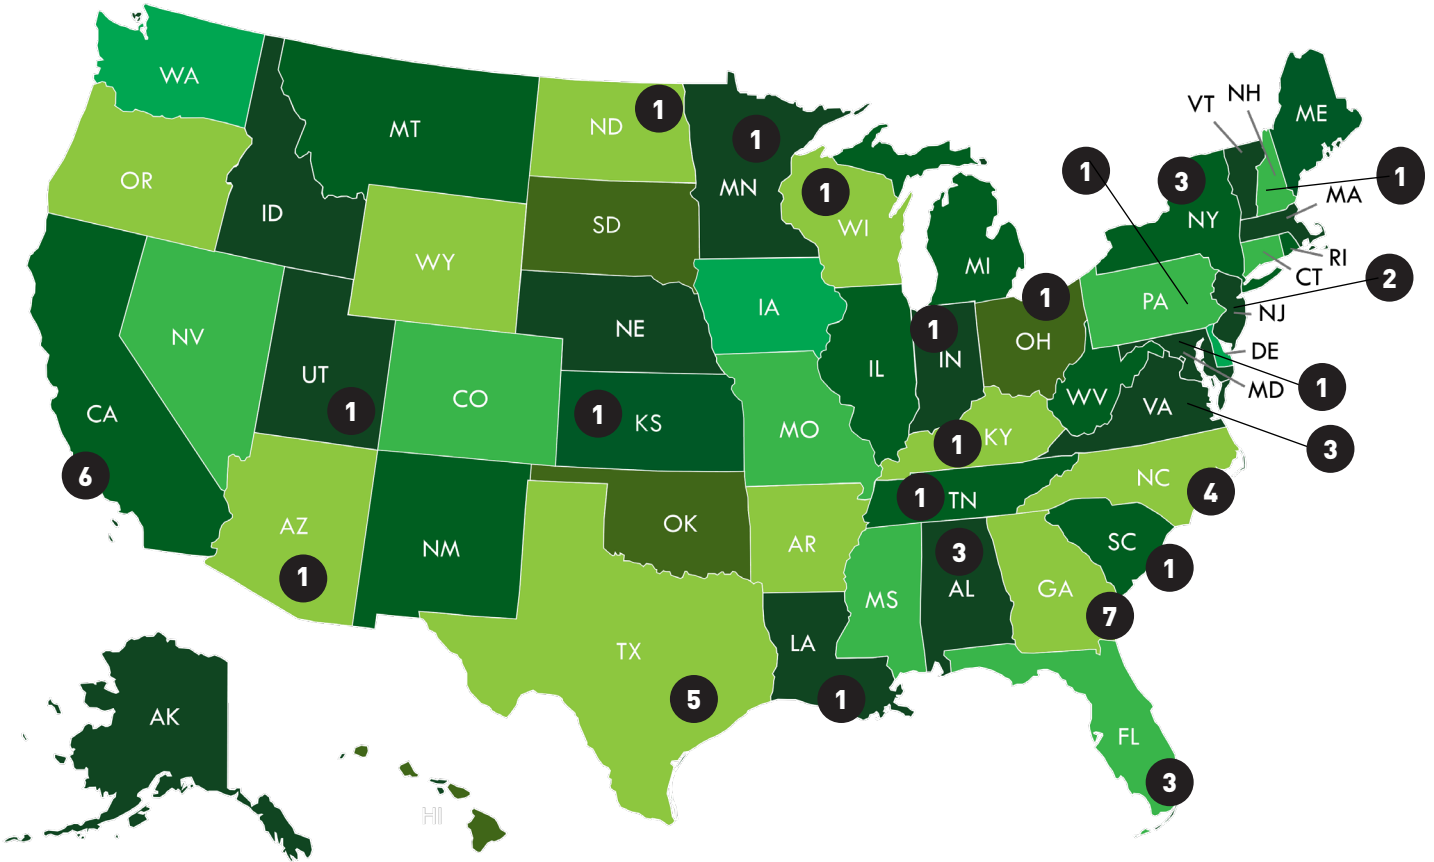 WA
MT
ND
1
MN
1
OR
ID
SD
WI
1
MI
WY
NE
IA
NV
UT
1
CO
1
KS
MO
IL
IN
1
OH
1
CA
6
AZ
1
NM
OK
AR
TN
1
KY
1
WV
VA
3
NC
4
SC
1
GA
7
AL
3
MS
LA
1
TX
5
FL
3
AK
HI
ME
VT
NH
1
NY
3
MA
RI
CT
PA
1
NJ
2
DE
MD
1